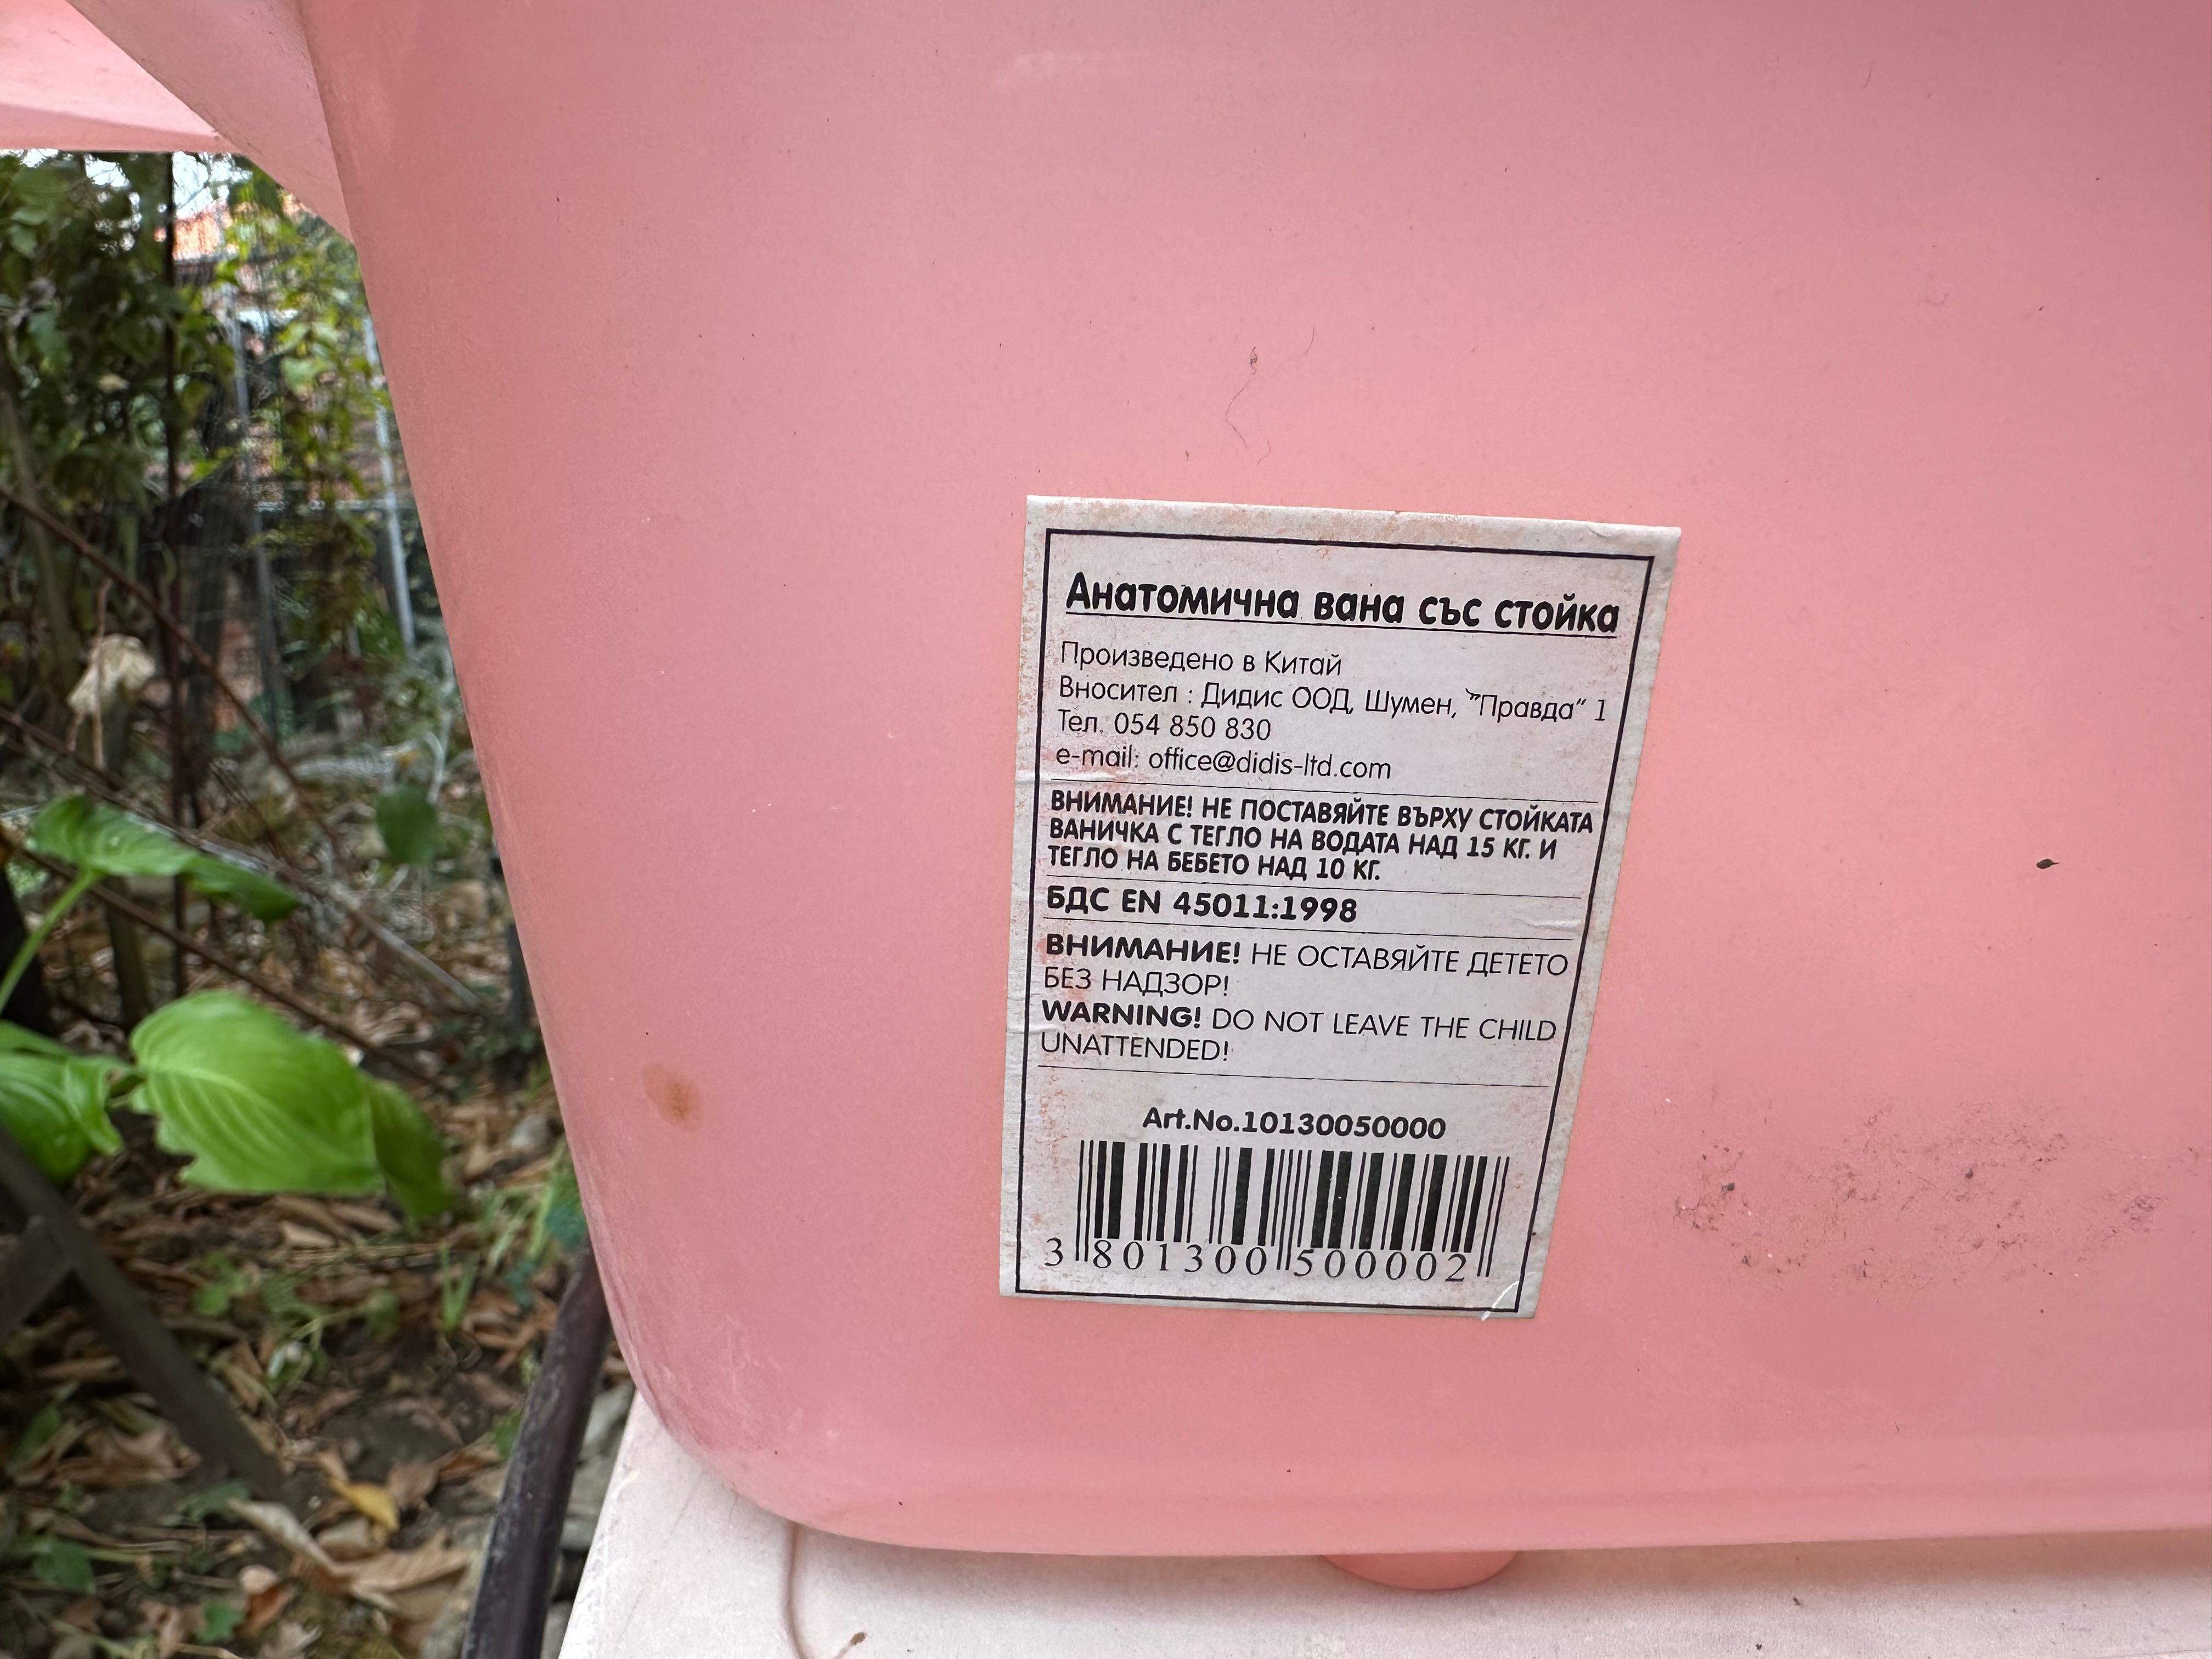 Анатомична вана със стойка
Произведено в Китай
Вносител : Дидис ООД, Шумен, "Правда" 1
Тел. 054 850 830
e-mail: office@didis-ltd.com
ВНИМАНИЕ! НЕ ПОСТАВЯЙТЕ ВЪРХУ СТОЙКАТА
ВАНИЧКА С ТЕГЛО НА ВОДАТА НАД 15 КГ. И
ТЕГЛО НА БЕБЕТО НАД 10 КГ.
БДС EN 45011:1998
ВНИМАНИЕ! НЕ ОСТАВЯЙТЕ ДЕТЕТО
БЕЗ НАДЗОР!
WARNING! DO NOT LEAVE THE CHILD
UNATTENDED!
Art.No.10130050000
3 801300 500002